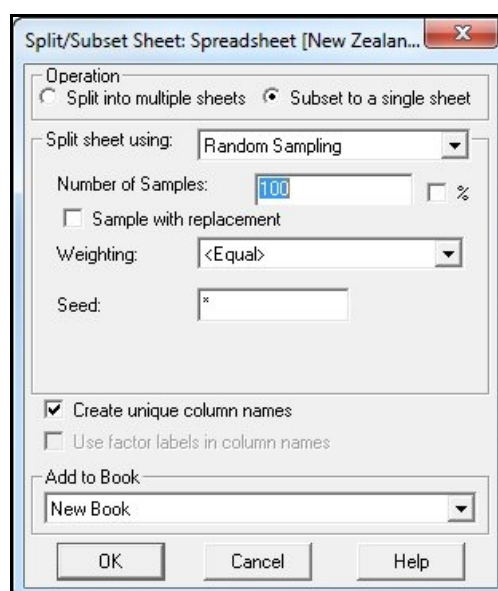 Split/Subset Sheet: Spreadsheet [New Zealan...
Operation
Split into multiple sheets Subset to a single sheet
Split sheet using: Random Sampling
Number of Samples: 100 %
Sample with replacement
Weighting: <Equal>
Seed: *
Create unique column names
Use factor labels in column names
Add to Book
New Book
OK Cancel Help